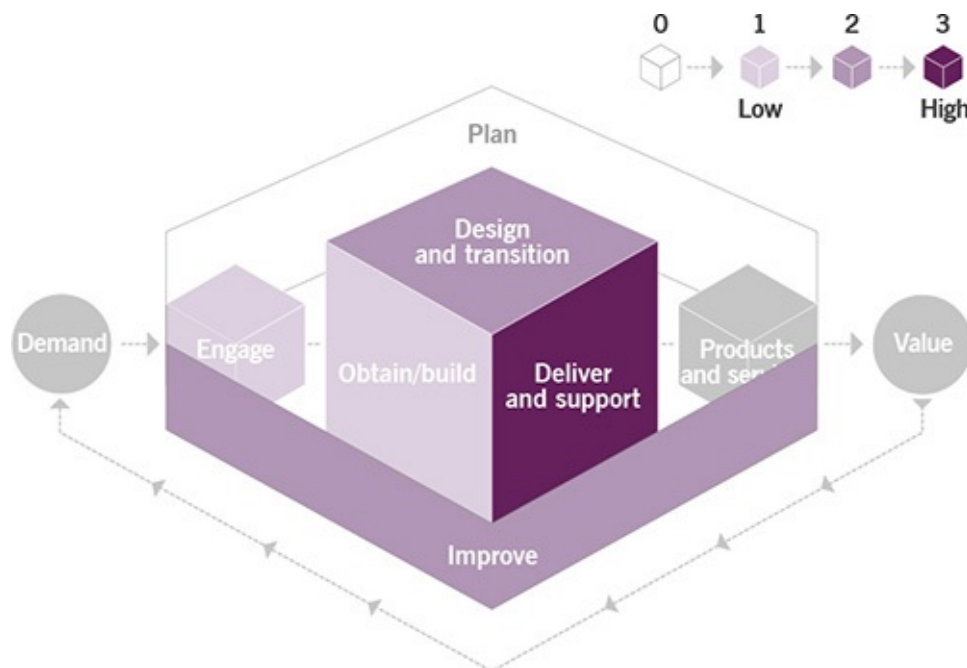 0 1 2 3
Low High
Plan
Design
and transition
Demand
Engage
Obtain/build
Deliver
and support
Products
and
Value
Improve